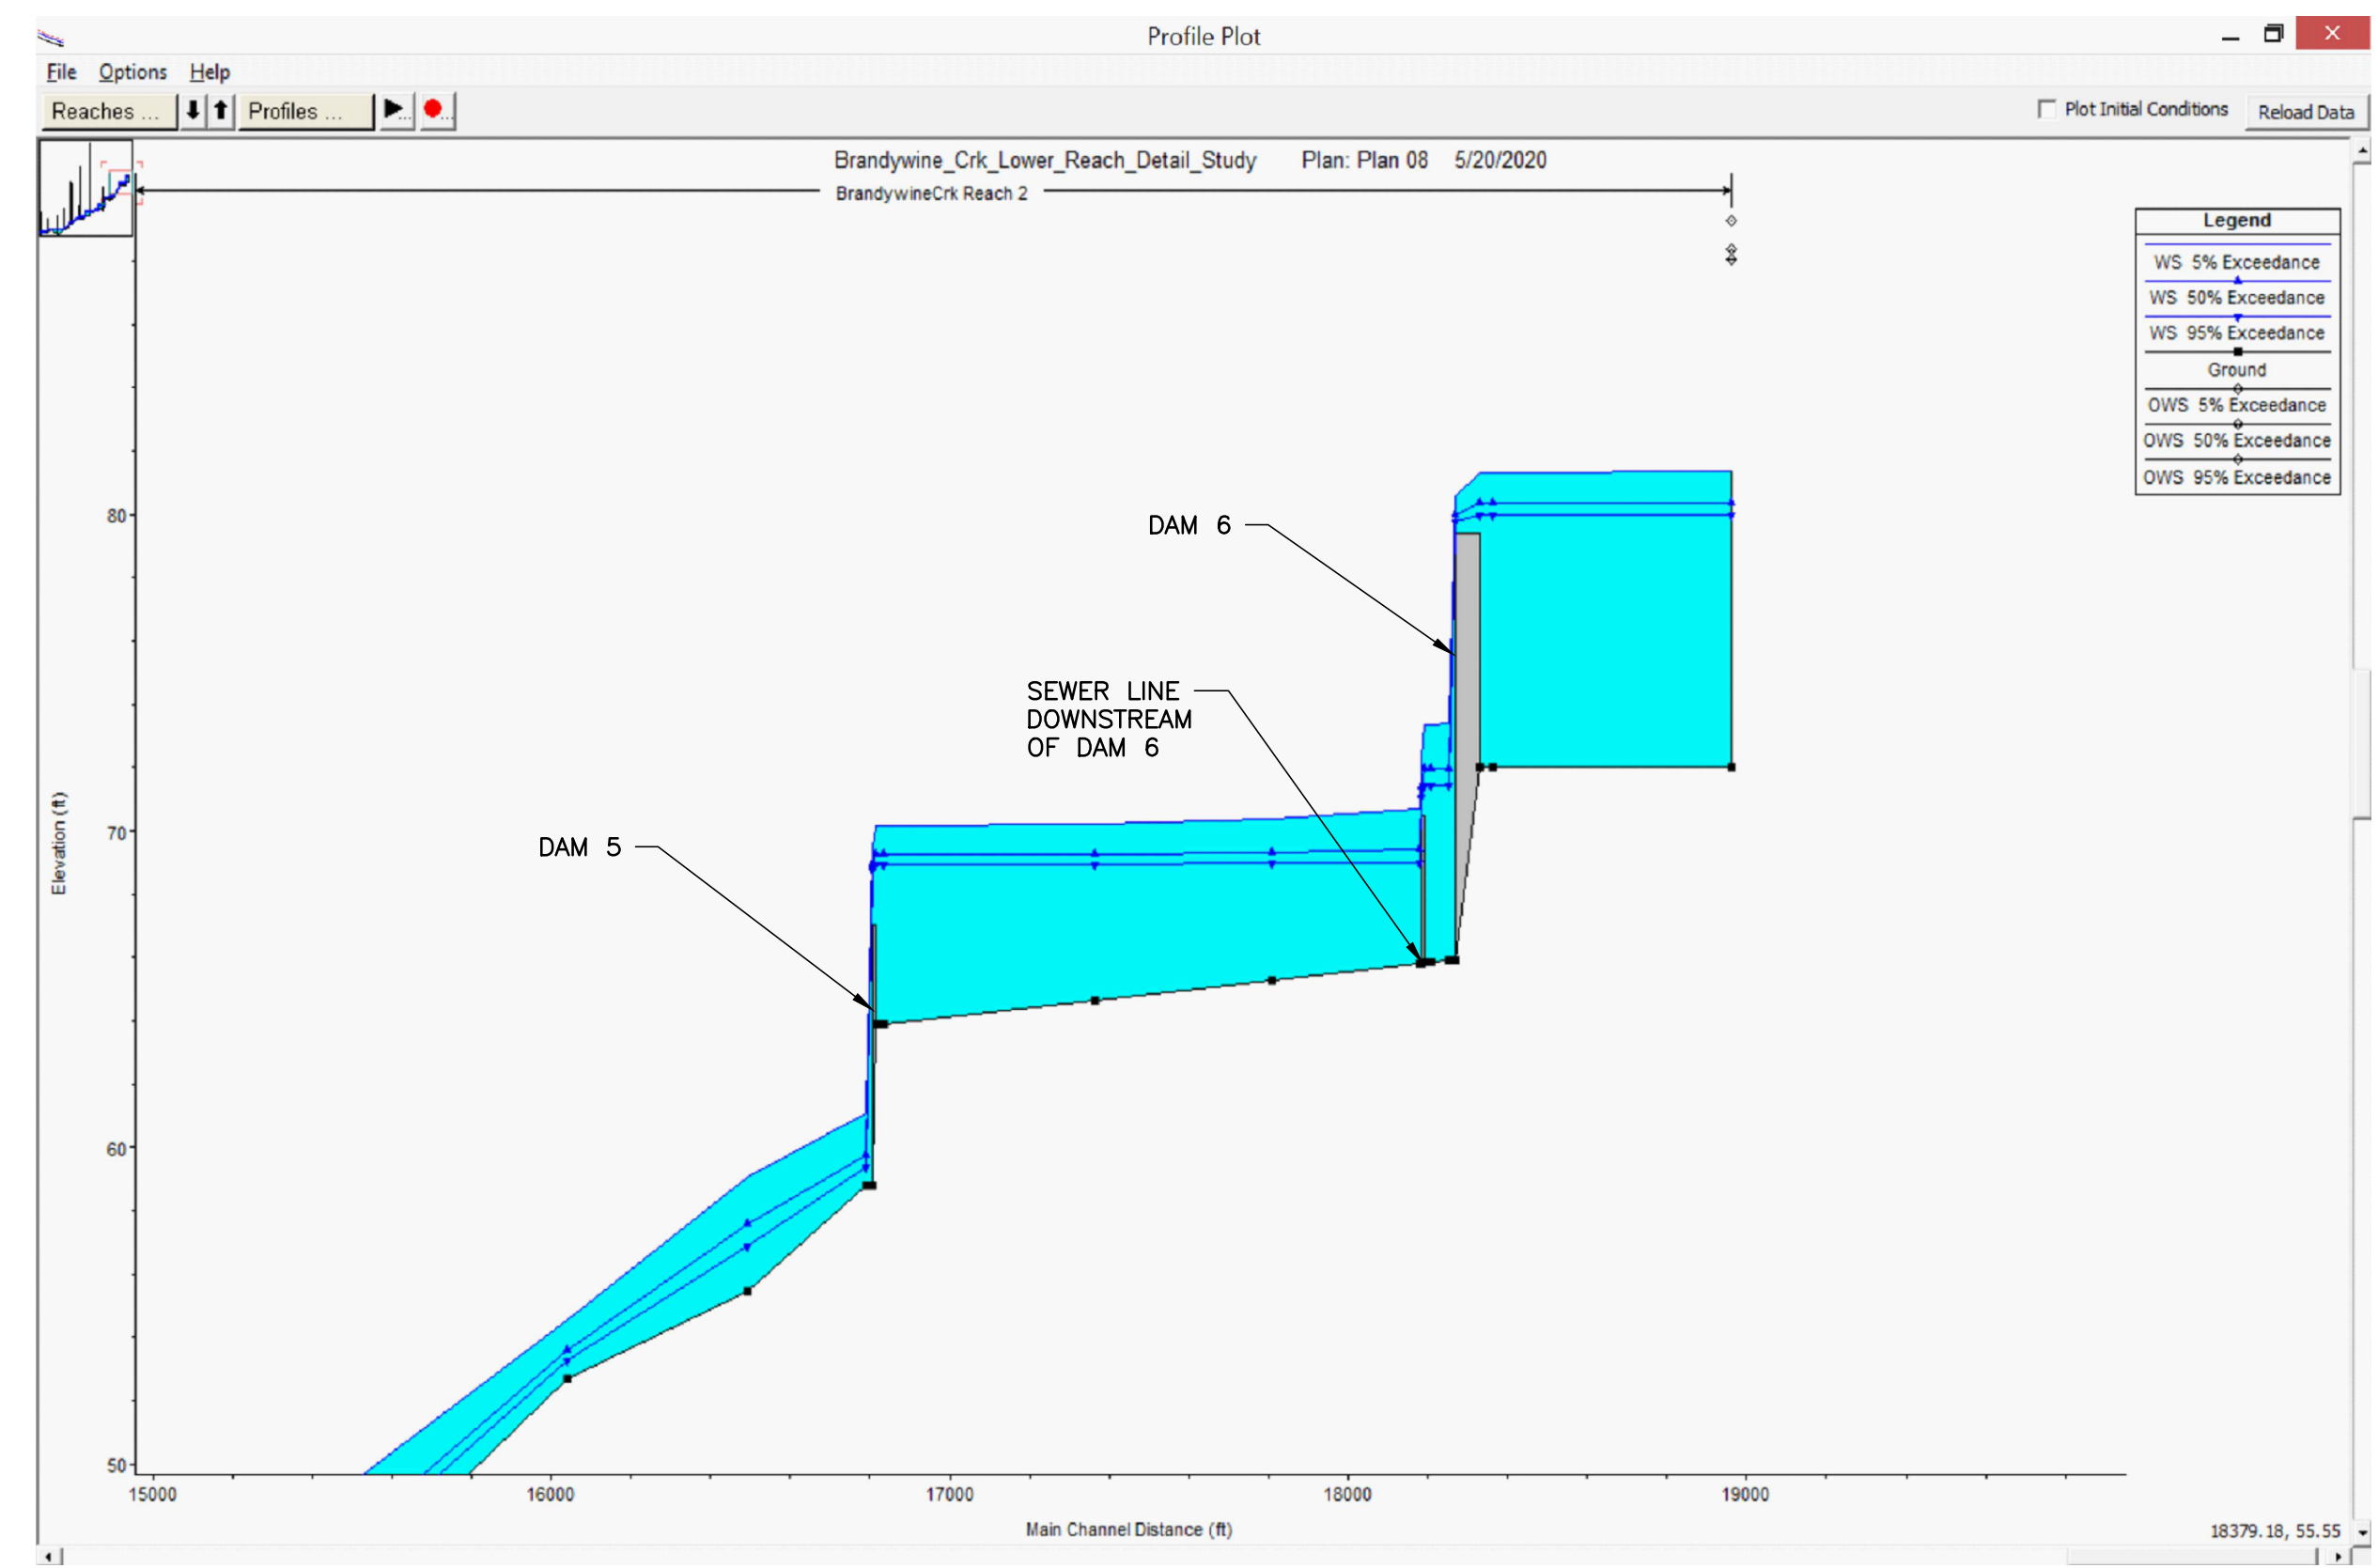 Profile Plot
File Options Help
Reaches ... Profiles ... Plot Initial Conditions Reload Data
Brandywine_Crk_Lower_Reach_Detail_Study Plan: Plan 08 5/20/2020
BrandywineCrk Reach 2
Legend
WS 5% Exceedance
WS 50% Exceedance
WS 95% Exceedance
Ground
OWS 5% Exceedance
OWS 50% Exceedance
OWS 95% Exceedance
80
DAM 6
SEWER LINE
DOWNSTREAM
OF DAM 6
70
DAM 5
Elevation (ft)
60
50
15000 16000 17000 18000 19000
Main Channel Distance (ft)
18379.18, 55.55